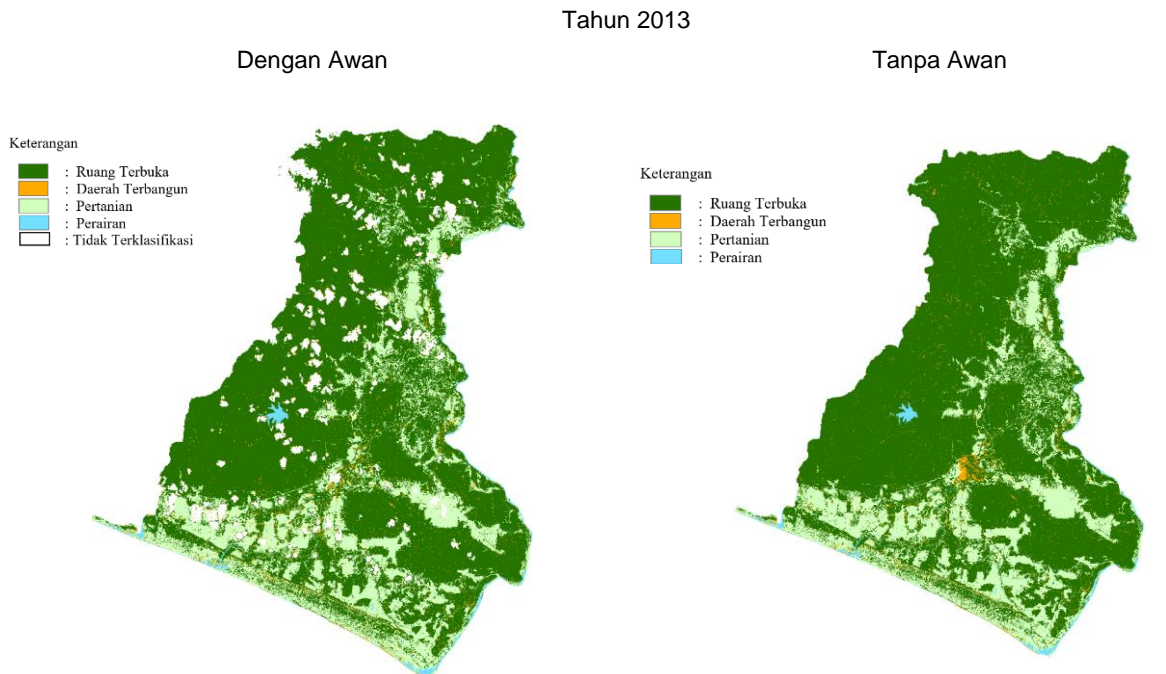 Tahun 2013
Dengan Awan
Tanpa Awan
Keterangan
: Ruang Terbuka
: Daerah Terbangun
: Pertanian
: Perairan
: Tidak Terklasifikasi
Keterangan
: Ruang Terbuka
: Daerah Terbangun
: Pertanian
: Perairan